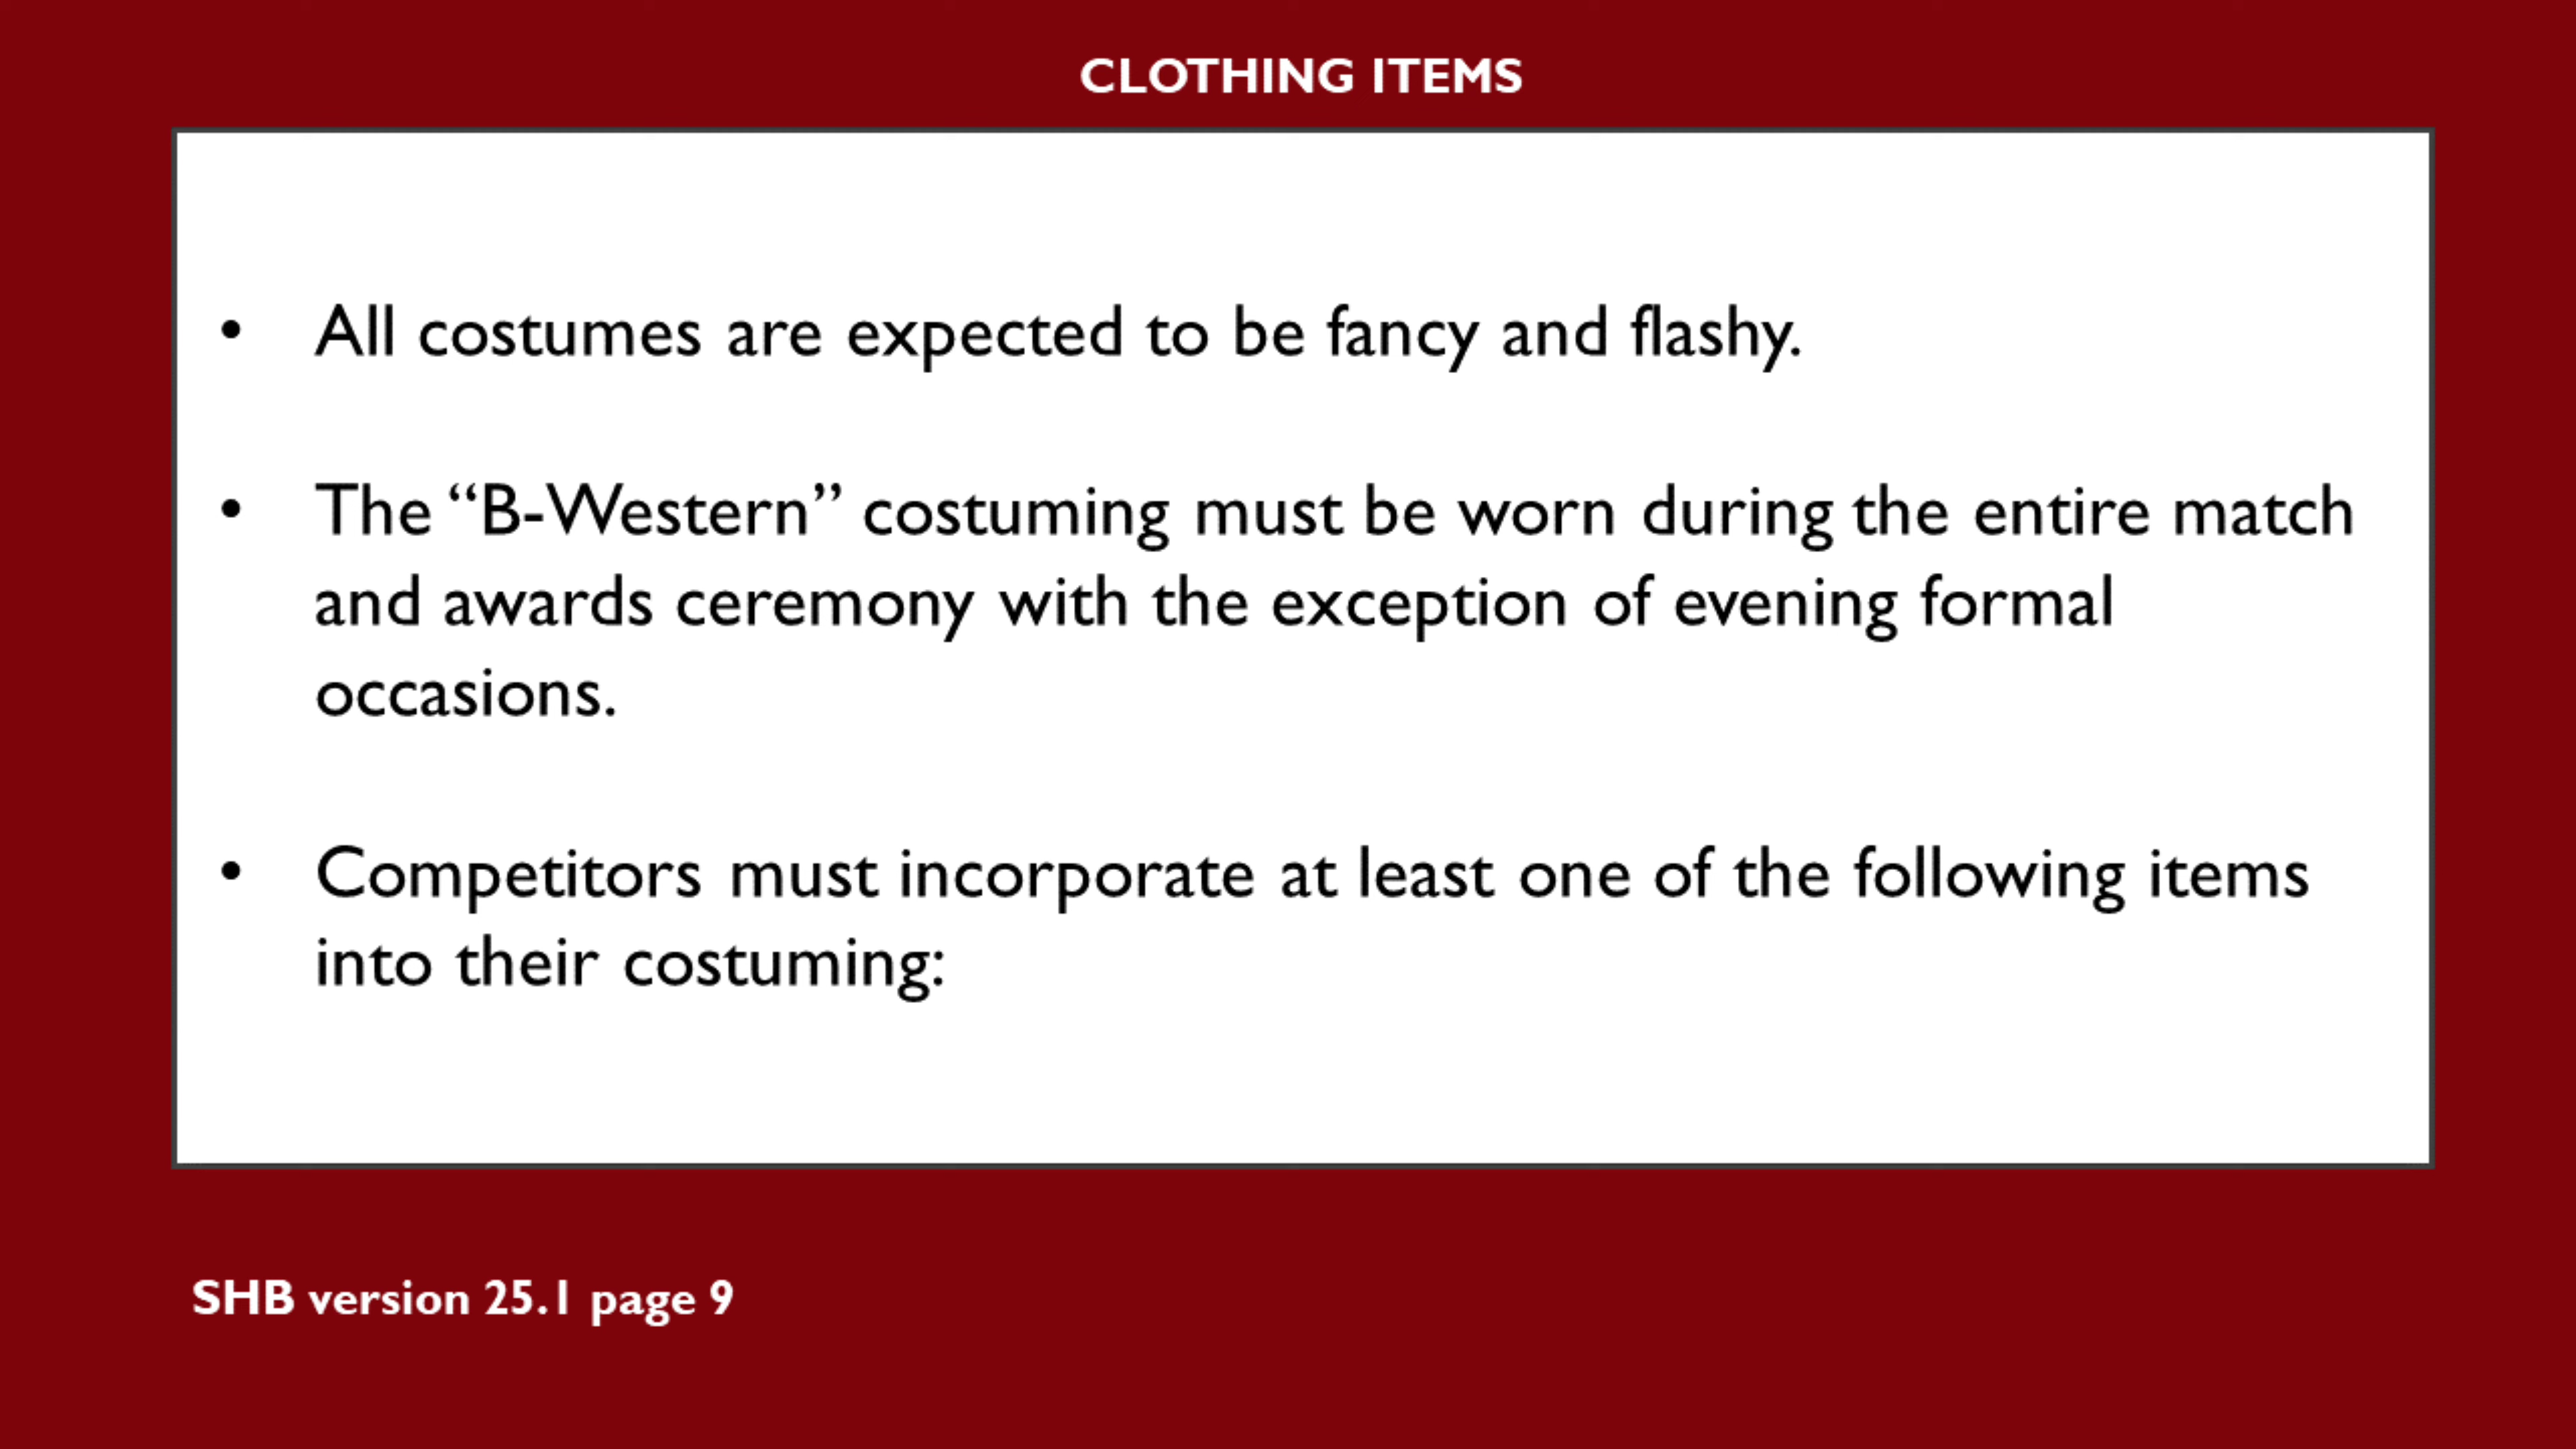 CLOTHING ITEMS
• All costumes are expected to be fancy and flashy.
• The “B-Western” costuming must be worn during the entire match
and awards ceremony with the exception of evening formal
occasions.
• Competitors must incorporate at least one of the following items
into their costuming:
SHB version 25.1 page 9